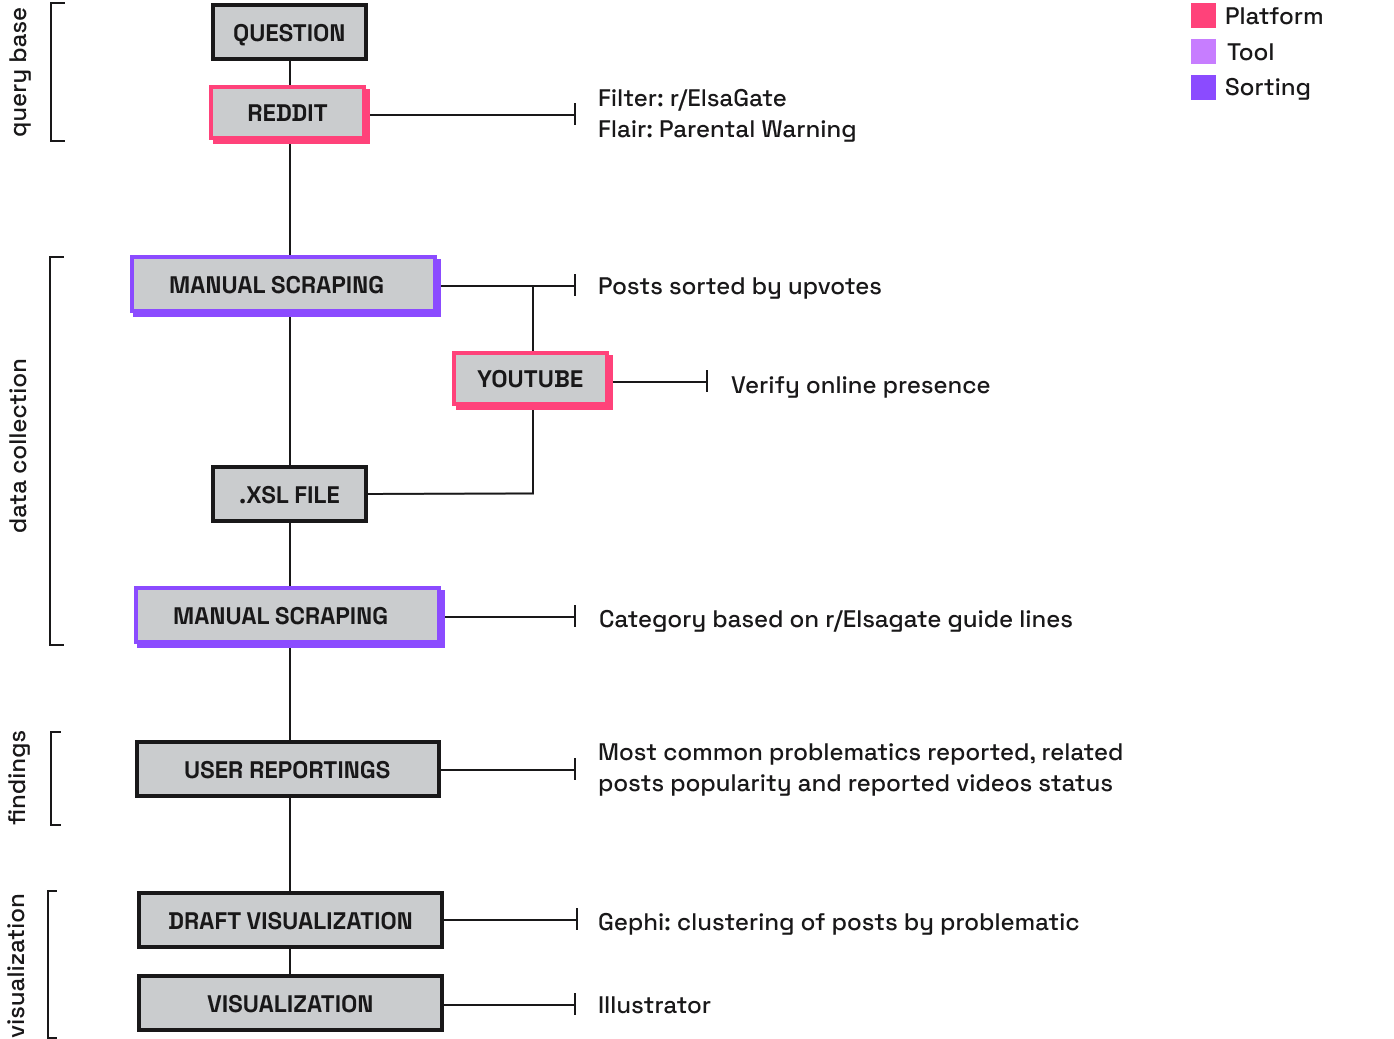 query base
QUESTION
REDDIT
Filter: r/ElsaGate
Flair: Parental Warning
Platform
Tool
Sorting
data collection
MANUAL SCRAPING
Posts sorted by upvotes
YOUTUBE
Verify online presence
.XSL FILE
MANUAL SCRAPING
Category based on r/Elsagate guide lines
findings
USER REPORTINGS
Most common problematics reported, related
posts popularity and reported videos status
visualization
DRAFT VISUALIZATION
Gephi: clustering of posts by problematic
VISUALIZATION
Illustrator